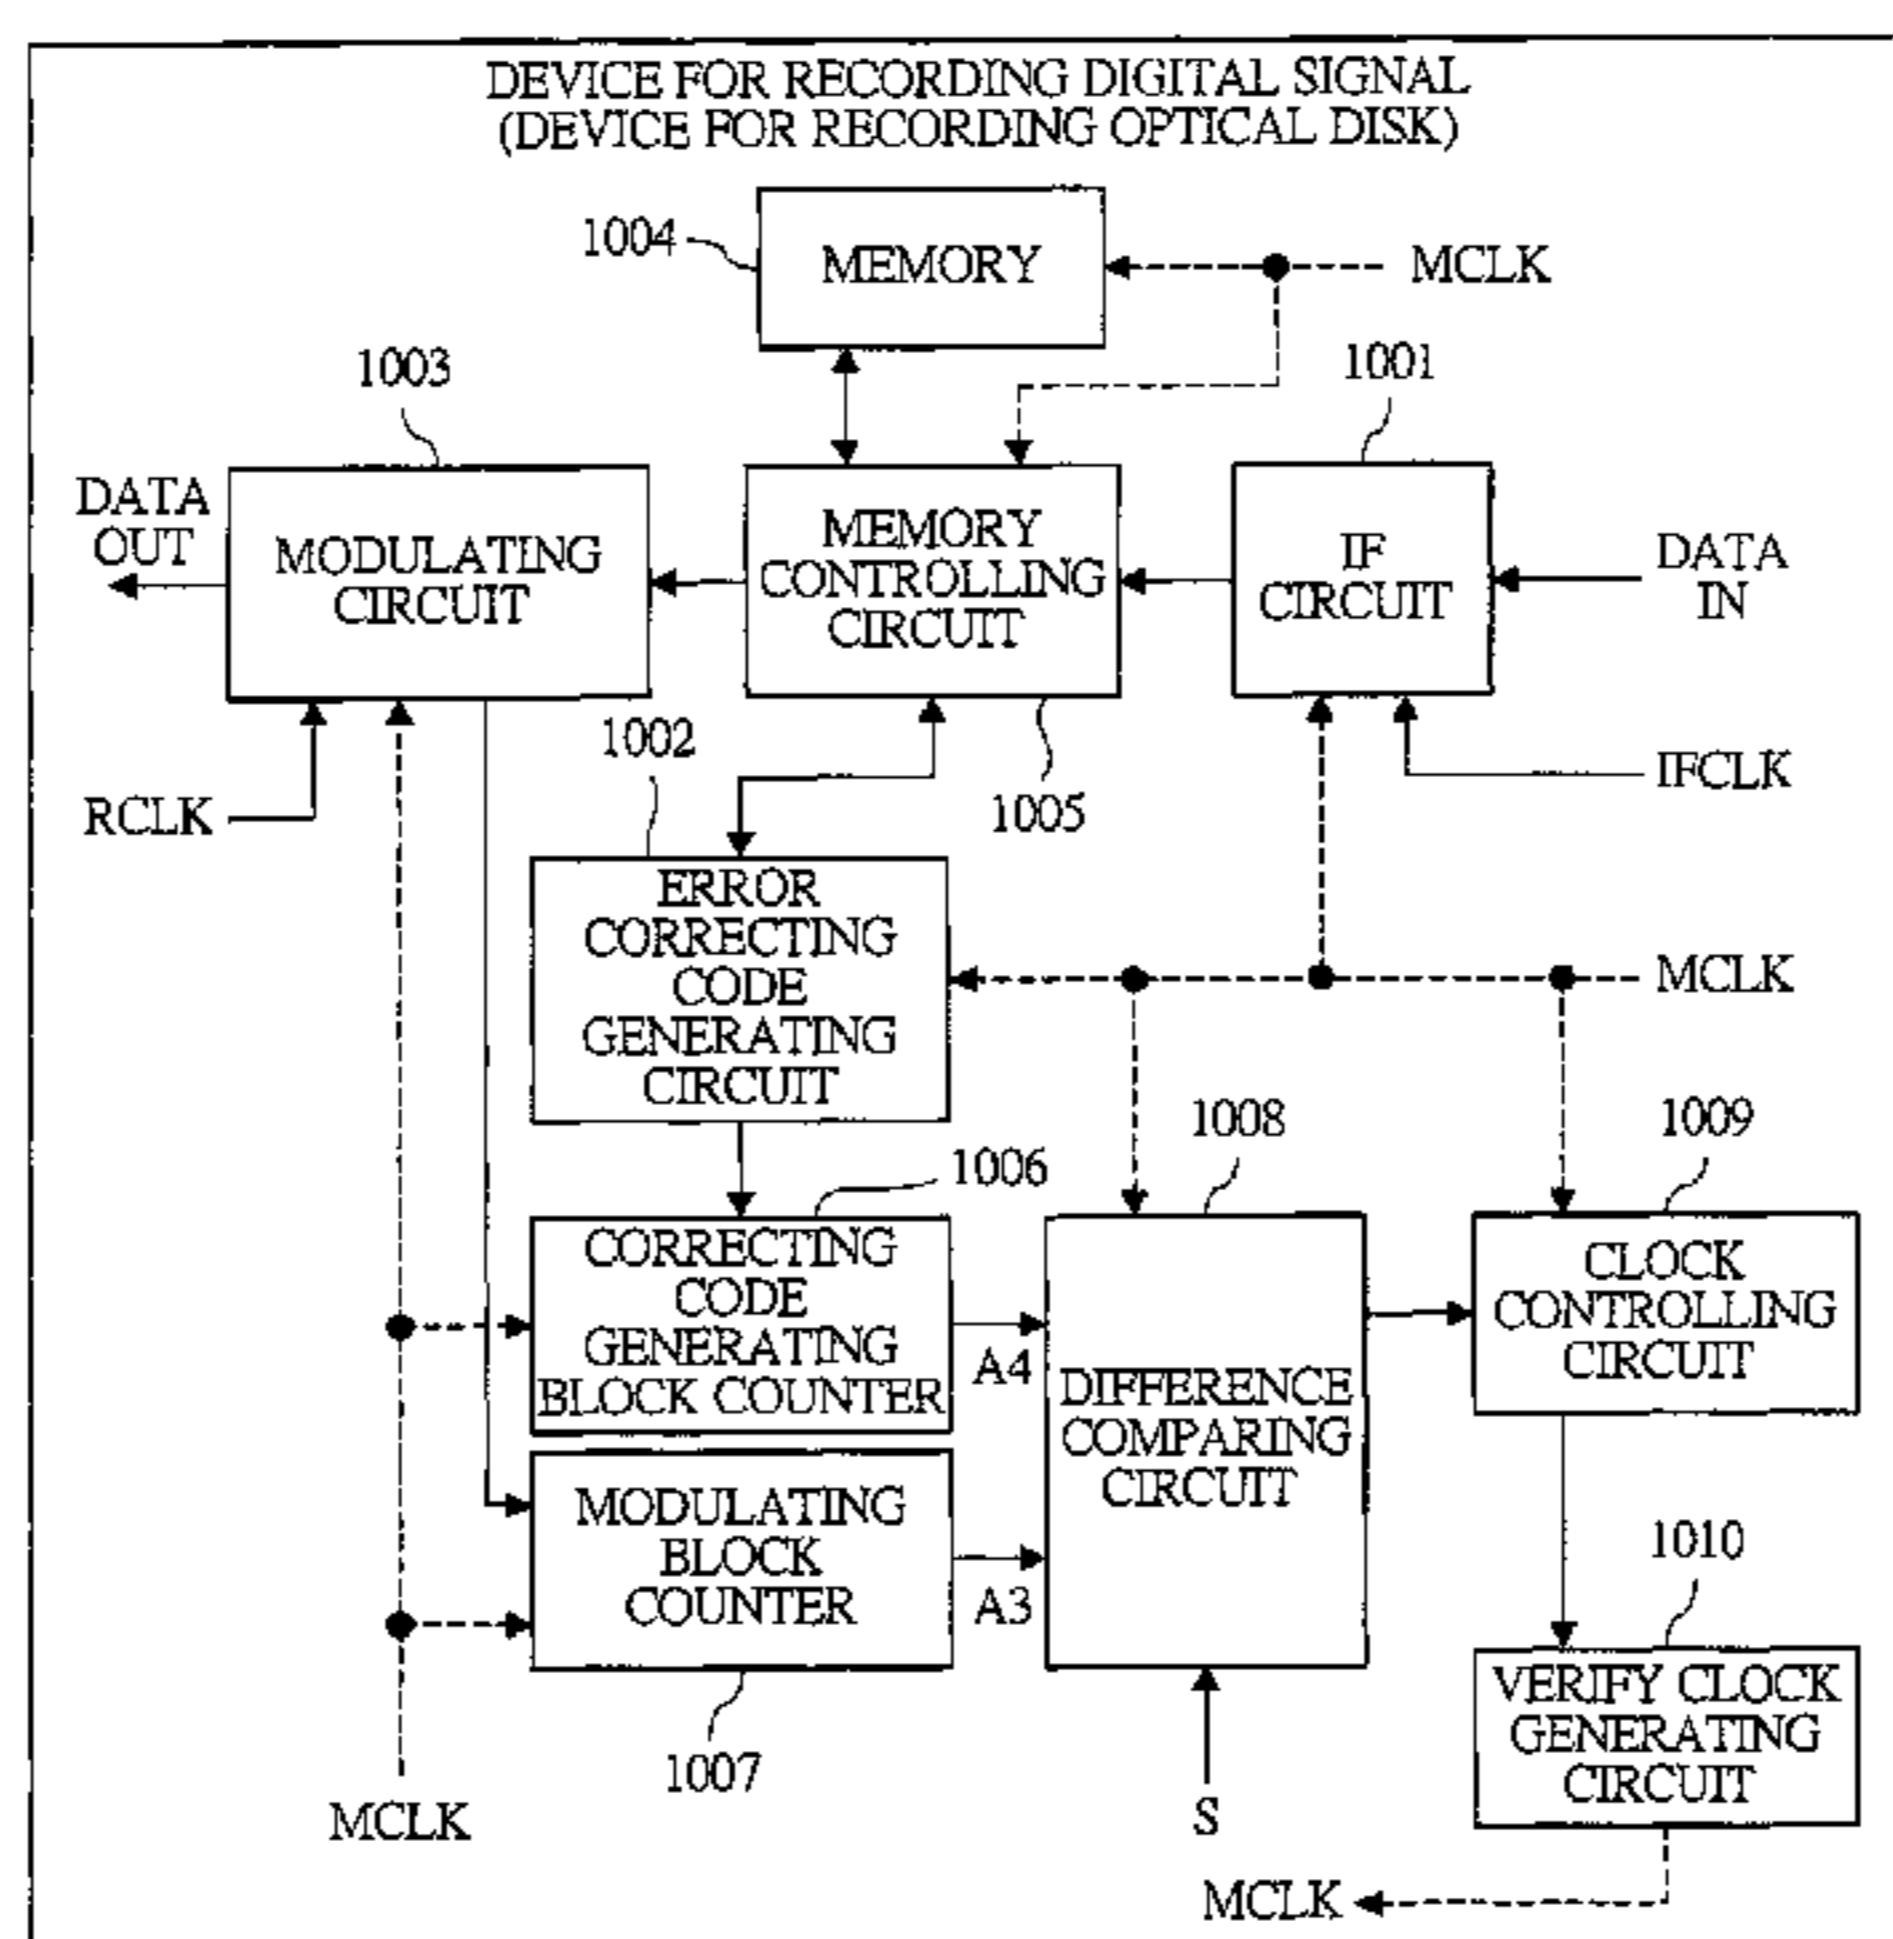 DEVICE FOR RECORDING DIGITAL SIGNAL
(DEVICE FOR RECORDING OPTICAL DISK)
1004
MEMORY
MCLK
1003
1001
DATA
OUT
MODULATING
CIRCUIT
MEMORY
CONTROLLING
CIRCUIT
IF
CIRCUIT
DATA
IN
RCLK
1002
1005
IFCLK
ERROR
CORRECTING
CODE
GENERATING
CIRCUIT
MCLK
1006
1008
1009
CORRECTING
CODE
GENERATING
BLOCK COUNTER
A4
DIFFERENCE
COMPARING
CIRCUIT
CLOCK
CONTROLLING
CIRCUIT
MODULATING
BLOCK
COUNTER
A3
1010
1007
MCLK
S
VERIFY CLOCK
GENERATING
CIRCUIT
MCLK